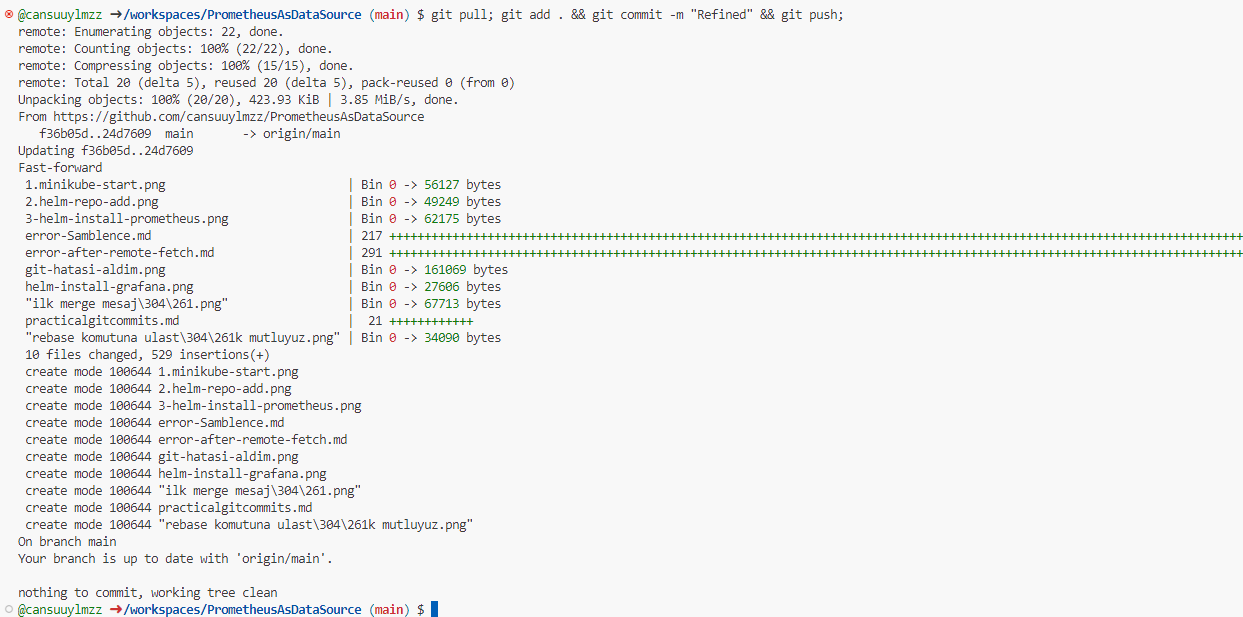 @cansuuylmzz ➜/workspaces/PrometheusAsDataSource (main) $ git pull; git add . && git commit -m "Refined" && git push;
remote: Enumerating objects: 22, done.
remote: Counting objects: 100% (22/22), done.
remote: Compressing objects: 100% (15/15), done.
remote: Total 20 (delta 5), reused 20 (delta 5), pack-reused 0 (from 0)
Unpacking objects: 100% (20/20), 423.93 KiB | 3.85 MiB/s, done.
From https://github.com/cansuuylmzz/PrometheusAsDataSource
   f36b05d..24d7609  main       -> origin/main
Updating f36b05d..24d7609
Fast-forward
 1.minikube-start.png                          | Bin 0 -> 56127 bytes
 2.helm-repo-add.png                           | Bin 0 -> 49249 bytes
 3-helm-install-prometheus.png                 | Bin 0 -> 62175 bytes
 error-Samblence.md                            | 217 ++++++++++++++++++++++++++++++++++++++++++++++++++++++++++++++++++++++++++++++++++++++++++++++++++++++++++++++++++++++++++
 error-after-remote-fetch.md                   | 291 ++++++++++++++++++++++++++++++++++++++++++++++++++++++++++++++++++++++++++++++++++++++++++++++++++++++++++++++++++++++++++
 git-hatasi-aldim.png                          | Bin 0 -> 161069 bytes
 helm-install-grafana.png                      | Bin 0 -> 27606 bytes
 "ilk merge mesaj\304\261.png"                 | Bin 0 -> 67713 bytes
 practicalgitcommits.md                        |  21 ++++++++++++
 "rebase komutuna ulast\304\261k mutluyuz.png" | Bin 0 -> 34090 bytes
 10 files changed, 529 insertions(+)
 create mode 100644 1.minikube-start.png
 create mode 100644 2.helm-repo-add.png
 create mode 100644 3-helm-install-prometheus.png
 create mode 100644 error-Samblence.md
 create mode 100644 error-after-remote-fetch.md
 create mode 100644 git-hatasi-aldim.png
 create mode 100644 helm-install-grafana.png
 create mode 100644 "ilk merge mesaj\304\261.png"
 create mode 100644 practicalgitcommits.md
 create mode 100644 "rebase komutuna ulast\304\261k mutluyuz.png"
On branch main
Your branch is up to date with 'origin/main'.

nothing to commit, working tree clean
@cansuuylmzz ➜/workspaces/PrometheusAsDataSource (main) $